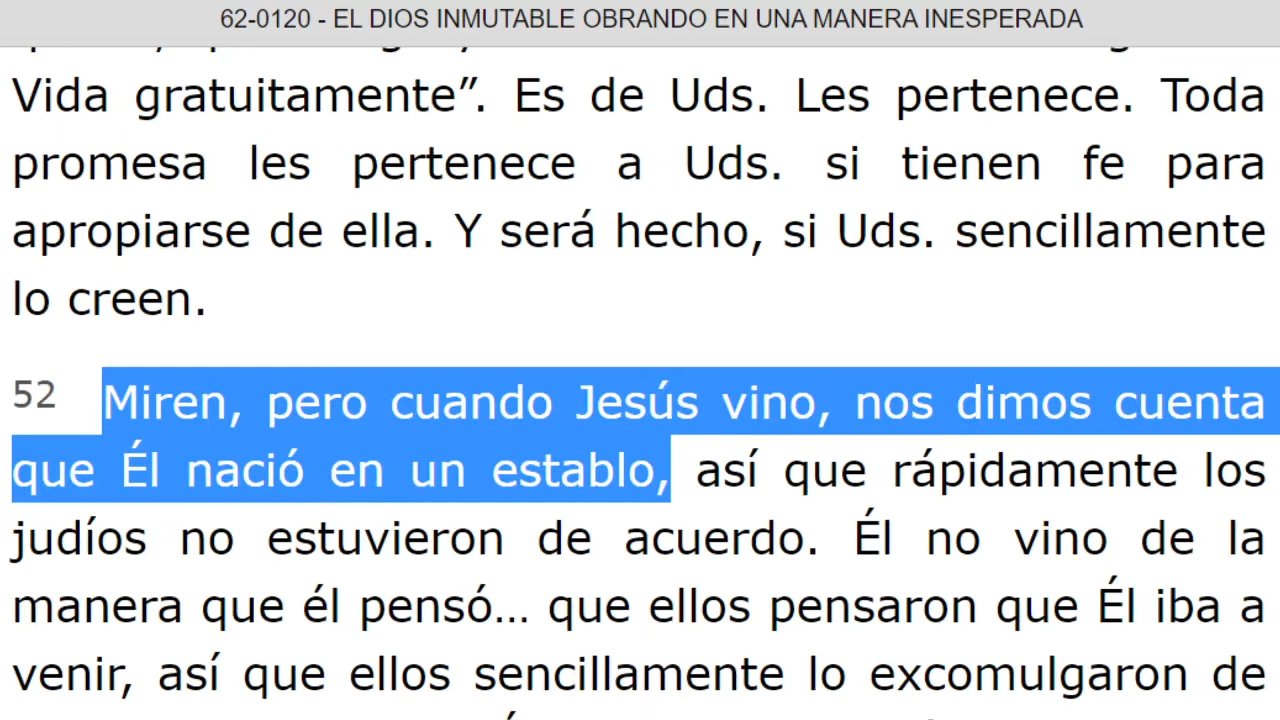 62-0120 - EL DIOS INMUTABLE OBRANDO EN UNA MANERA INESPERADA
Vida gratuitamente”. Es de Uds. Les pertenece. Toda
promesa les pertenece a Uds. si tienen fe para
apropiarse de ella. Y será hecho, si Uds. sencillamente
lo creen.
52 Miren, pero cuando Jesús vino, nos dimos cuenta
que Él nació en un establo, así que rápidamente los
judíos no estuvieron de acuerdo. Él no vino de la
manera que él pensó… que ellos pensaron que Él iba a
venir, así que ellos sencillamente lo excomulgaron de